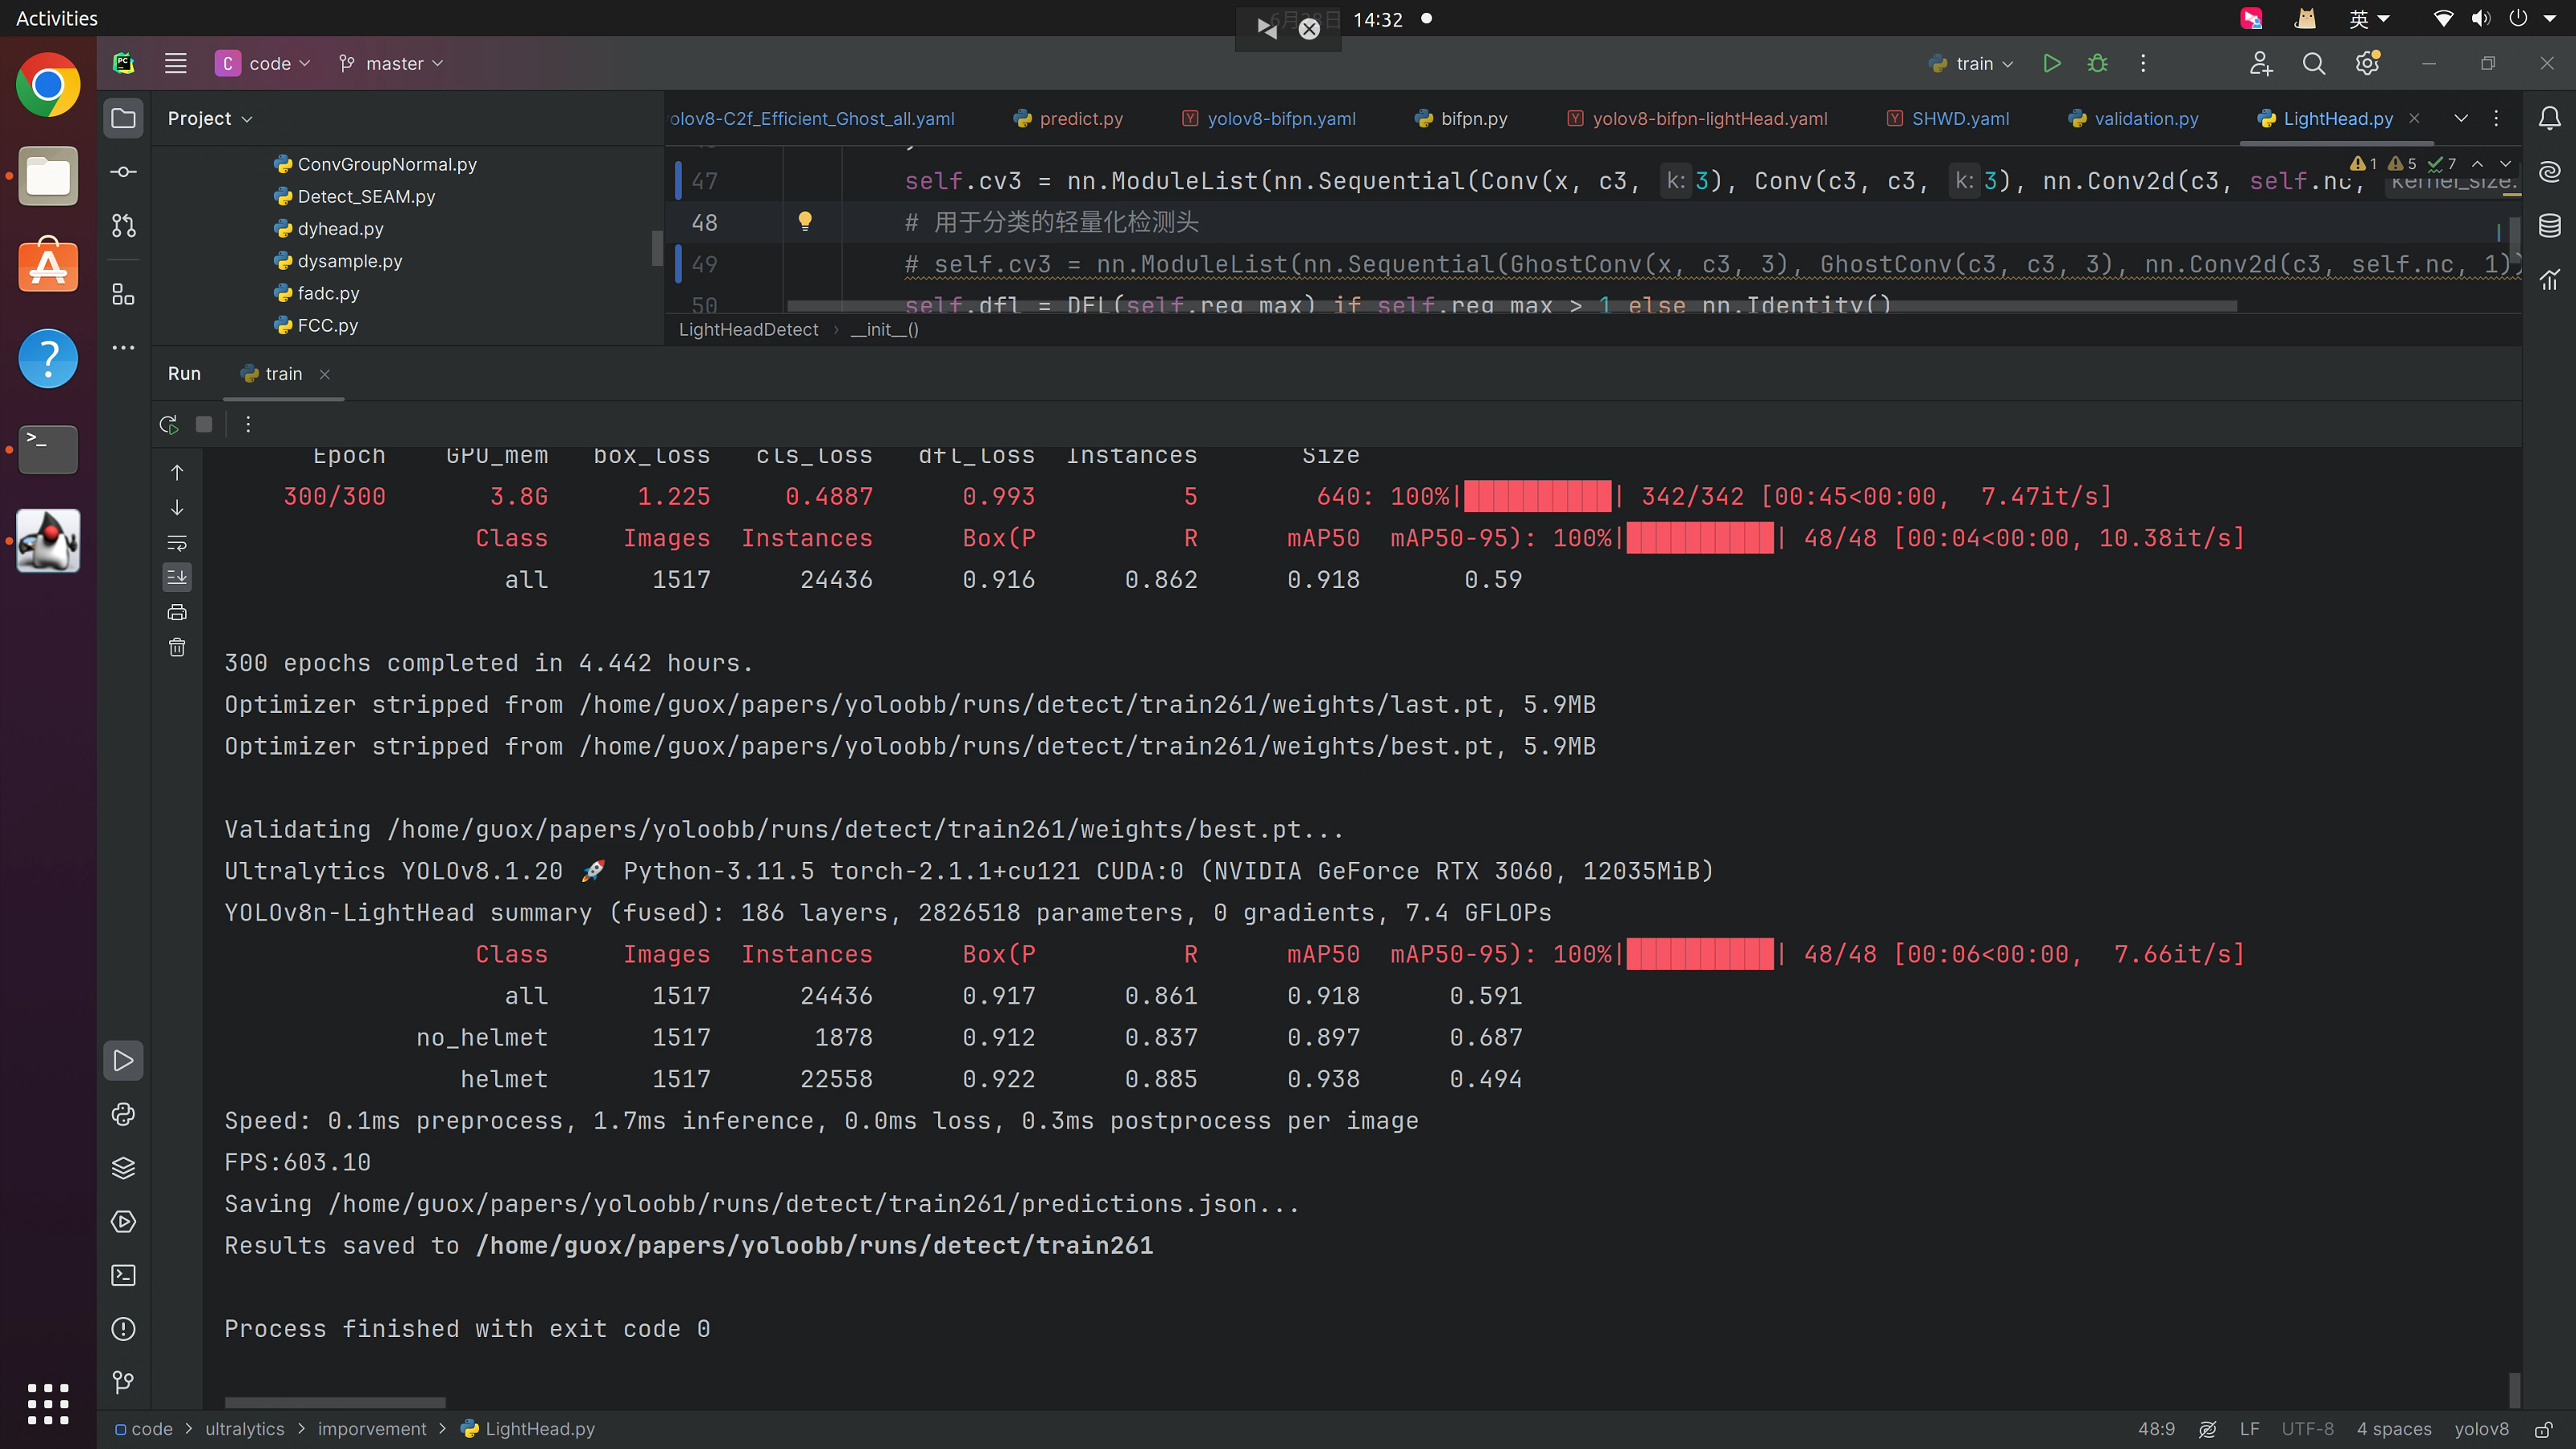 Activities
14:32
英
code
master
train
Project
olov8-C2f_Efficient_Ghost_all.yaml
predict.py
yolov8-bifpn.yaml
bifpn.py
yolov8-bifpn-lightHead.yaml
SHWD.yaml
validation.py
LightHead.py
ConvGroupNormal.py
Detect_SEAM.py
dyhead.py
dysample.py
fadc.py
FCC.py
1 5 7
47 self.cv3 = nn.ModuleList(nn.Sequential(Conv(x, c3, k: 3), Conv(c3, c3, k: 3), nn.Conv2d(c3, self.nc, kernel_size:
48 # 用于分类的轻量化检测头
49 # self.cv3 = nn.ModuleList(nn.Sequential(GhostConv(x, c3, 3), GhostConv(c3, c3, 3), nn.Conv2d(c3, self.nc, 1))
50 self.dfl = DFL(self.reg_max) if self.reg_max > 1 else nn.Identity()
LightHeadDetect › __init__()
Run train
Epoch GPU_mem box_loss cls_loss dfl_loss Instances Size
300/300 3.8G 1.225 0.4887 0.993 5 640: 100%|██████████| 342/342 [00:45<00:00, 7.47it/s]
Class Images Instances Box(P R mAP50 mAP50-95): 100%|██████████| 48/48 [00:04<00:00, 10.38it/s]
all 1517 24436 0.916 0.862 0.918 0.59
300 epochs completed in 4.442 hours.
Optimizer stripped from /home/guox/papers/yoloobb/runs/detect/train261/weights/last.pt, 5.9MB
Optimizer stripped from /home/guox/papers/yoloobb/runs/detect/train261/weights/best.pt, 5.9MB
Validating /home/guox/papers/yoloobb/runs/detect/train261/weights/best.pt...
Ultralytics YOLOv8.1.20 🚀 Python-3.11.5 torch-2.1.1+cu121 CUDA:0 (NVIDIA GeForce RTX 3060, 12035MiB)
YOLOv8n-LightHead summary (fused): 186 layers, 2826518 parameters, 0 gradients, 7.4 GFLOPs
Class Images Instances Box(P R mAP50 mAP50-95): 100%|██████████| 48/48 [00:06<00:00, 7.66it/s]
all 1517 24436 0.917 0.861 0.918 0.591
no_helmet 1517 1878 0.912 0.837 0.897 0.687
helmet 1517 22558 0.922 0.885 0.938 0.494
Speed: 0.1ms preprocess, 1.7ms inference, 0.0ms loss, 0.3ms postprocess per image
FPS:603.10
Saving /home/guox/papers/yoloobb/runs/detect/train261/predictions.json...
Results saved to /home/guox/papers/yoloobb/runs/detect/train261
Process finished with exit code 0
code > ultralytics > imporvement > LightHead.py
48:9 LF UTF-8 4 spaces yolov8